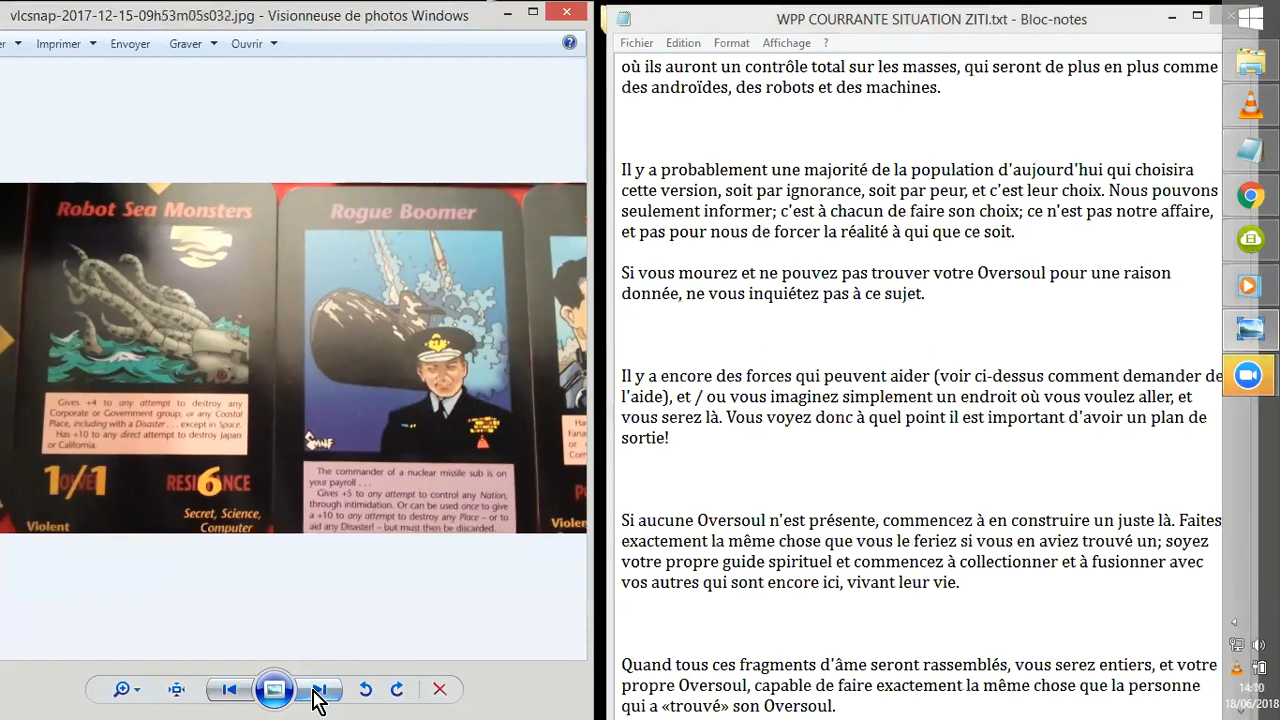 vlcsnap-2017-12-15-09h53m05s032.jpg - Visionneuse de photos Windows
Imprimer
Envoyer
Graver
Ouvrir
Robot Sea Monsters
Gives +4 to any attempt to destroy any
Corporate or Government group, or any Coastal
Place, including with a Disaster . . . except in Space.
Has +10 to any direct attempt to destroy Japan
or California.
1/1
6
Secret, Science,
Computer
Violent
Rogue Boomer
The commander of a nuclear missile sub is on
your payroll . . .
Gives +5 to any attempt to control any Nation,
through intimidation. Or can be used once to give
a +10 to any attempt to destroy any Place – or to
aid any Disaster! – but must then be discarded.
Violen
WPP COURRANTE SITUATION ZITI.txt - Bloc-notes
Fichier
Edition
Format
Affichage
?
où ils auront un contrôle total sur les masses, qui seront de plus en plus comme
des androïdes, des robots et des machines.
Il y a probablement une majorité de la population d'aujourd'hui qui choisira
cette version, soit par ignorance, soit par peur, et c'est leur choix. Nous pouvons
seulement informer; c'est à chacun de faire son choix; ce n'est pas notre affaire,
et pas pour nous de forcer la réalité à qui que ce soit.
Si vous mourez et ne pouvez pas trouver votre Oversoul pour une raison
donnée, ne vous inquiétez pas à ce sujet.
Il y a encore des forces qui peuvent aider (voir ci-dessus comment demander de
l'aide), et / ou vous imaginez simplement un endroit où vous voulez aller, et
vous serez là. Vous voyez donc à quel point il est important d'avoir un plan de
sortie!
Si aucune Oversoul n'est présente, commencez à en construire un juste là. Faites
exactement la même chose que vous le feriez si vous en aviez trouvé un; soyez
votre propre guide spirituel et commencez à collectionner et à fusionner avec
vos autres qui sont encore ici, vivant leur vie.
Quand tous ces fragments d'âme seront rassemblés, vous serez entiers, et votre
propre Oversoul, capable de faire exactement la même chose que la personne
qui a «trouvé» son Oversoul.
14:10
18/06/2018